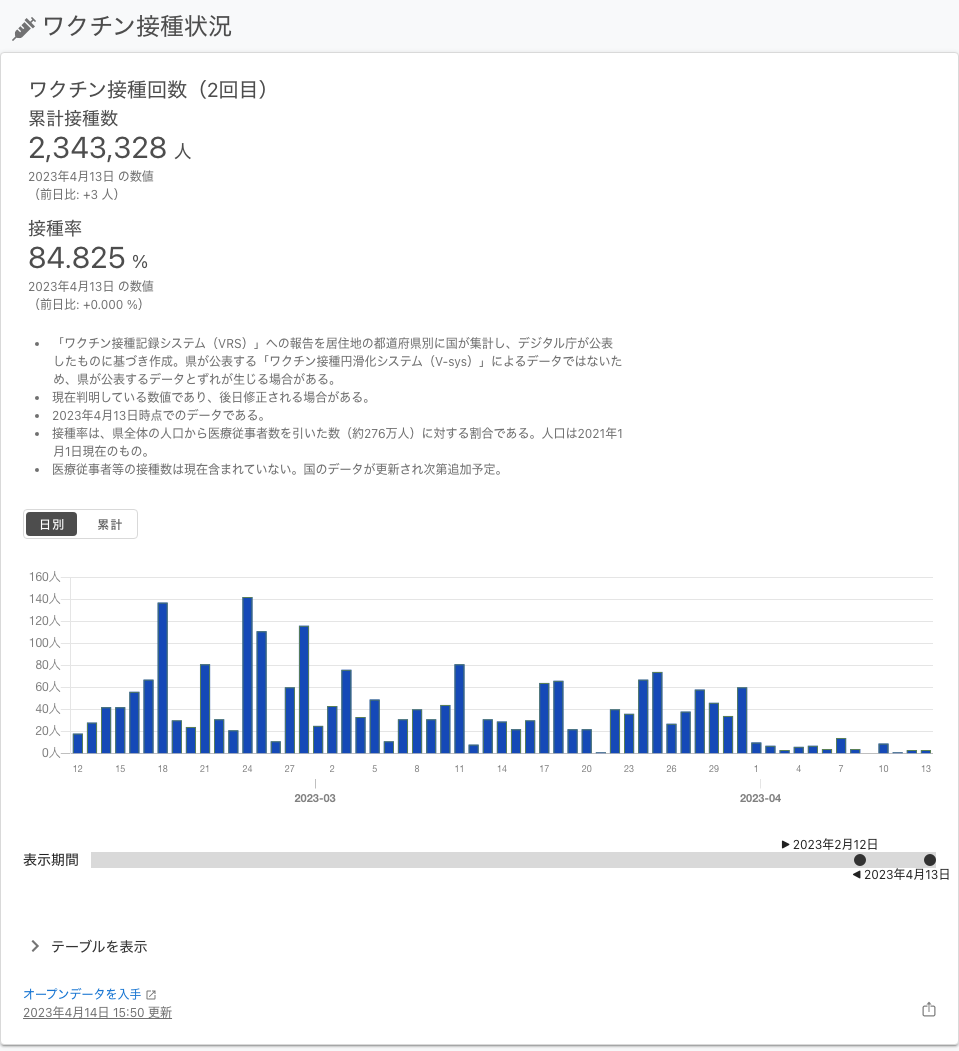 ワクチン接種状況
ワクチン接種回数（2回目）
累計接種数
2,343,328 人
2023年4月13日 の数値
（前日比: +3 人）
接種率
84.825 %
2023年4月13日 の数値
（前日比: +0.000 %）
• 「ワクチン接種記録システム（VRS）」への報告を居住地の都道府県別に国が集計し、デジタル庁が公表
したものに基づき作成。県が公表する「ワクチン接種円滑化システム（V-sys）」によるデータではないた
め、県が公表するデータとずれが生じる場合がある。
• 現在判明している数値であり、後日修正される場合がある。
• 2023年4月13日時点でのデータである。
• 接種率は、県全体の人口から医療従事者数を引いた数（約276万人）に対する割合である。人口は2021年1
月1日現在のもの。
• 医療従事者等の接種数は現在含まれていない。国のデータが更新され次第追加予定。
日別 累計
160人
140人
120人
100人
80人
60人
40人
20人
0人
12 15 18 21 24 27 2 5 8 11 14 17 20 23 26 29 1 4 7 10 13
2023-03 2023-04
▶ 2023年2月12日
表示期間
◀ 2023年4月13日
テーブルを表示
オープンデータを入手
2023年4月14日 15:50 更新